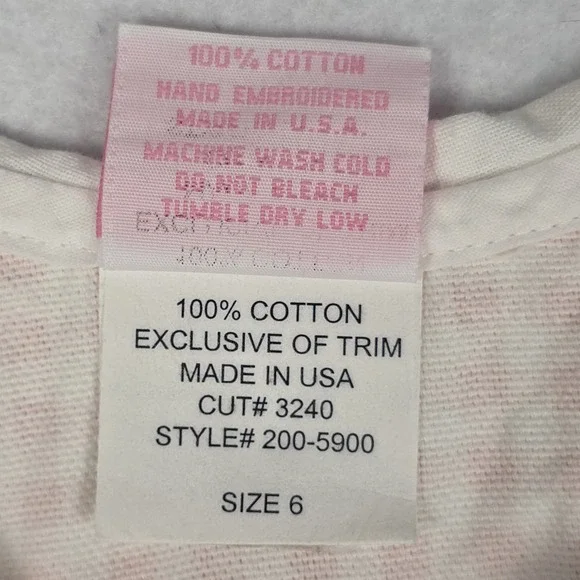 100% COTTON
HAND EMBROIDERED
MADE IN U.S.A.
MACHINE WASH COLD
DO NOT BLEACH
TUMBLE DRY LOW
100% COTTON
EXCLUSIVE OF TRIM
MADE IN USA
CUT# 3240
STYLE# 200-5900
SIZE 6